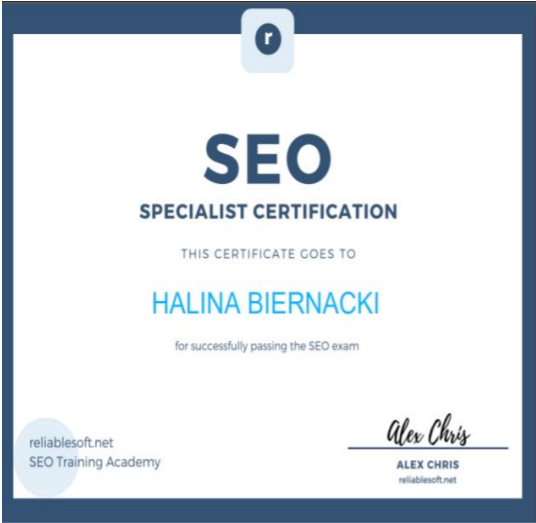 r
SEO
SPECIALIST CERTIFICATION
THIS CERTIFICATE GOES TO
HALINA BIERNACKI
for successfully passing the SEO exam
reliablesoft.net
SEO Training Academy
Alex Chris
ALEX CHRIS
reliablesoft.net